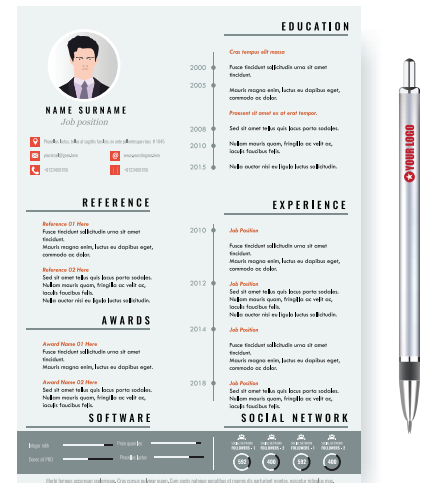 NAME SURNAME
Job position
REFERENCE
Reference 01 Here
Fusce tincidunt sollicitudin urna sit amet
tincidunt.
Mauris magna enim, luctus eu dapibus eget,
commodo ac dolor.
Reference 02 Here
Sed sit amet tellus quis lacus porta sodales.
Nullam mauris quam, fringilla ac velit ac,
iaculis faucibus felis.
Nulla auctor nisi eu ligula luctus sollicitudin.
AWARDS
Award Name 01 Here
Fusce tincidunt sollicitudin urna sit amet
tincidunt.
Mauris magna enim, luctus eu dapibus eget,
commodo ac dolor.
Award Name 02 Here
Sed sit amet tellus quis lacus porta sodales.
Nullam mauris quam, fringilla ac velit ac,
iaculis faucibus felis.
SOFTWARE
EDUCATION
Cras tempus elit massa
2000
Fusce tincidunt sollicitudin urna sit amet
tincidunt.
2005
Mauris magna enim, luctus eu dapibus eget,
commodo ac dolor.
Praesent sit amet ex at erat tempor.
2008
Sed sit amet tellus quis lacus porta sodales.
2010
Nullam mauris quam, fringilla ac velit ac,
iaculis faucibus felis.
2015
Nulla auctor nisi eu ligula luctus sollicitudin.
EXPERIENCE
2010
Job Position
Fusce tincidunt sollicitudin urna sit amet
tincidunt.
Mauris magna enim, luctus eu dapibus eget,
commodo ac dolor.
2012
Job Position
Sed sit amet tellus quis lacus porta sodales.
Nullam mauris quam, fringilla ac velit ac,
iaculis faucibus felis.
Nulla auctor nisi eu ligula luctus sollicitudin.
2014
Job Position
Fusce tincidunt sollicitudin urna sit amet
tincidunt.
Mauris magna enim, luctus eu dapibus eget,
commodo ac dolor.
2018
Job Position
Sed sit amet tellus quis lacus porta sodales.
Nullam mauris quam, fringilla ac velit ac,
iaculis faucibus felis.
SOCIAL NETWORK
FOLLOWERS - 1
592
400
592
400
YOUR LOGO